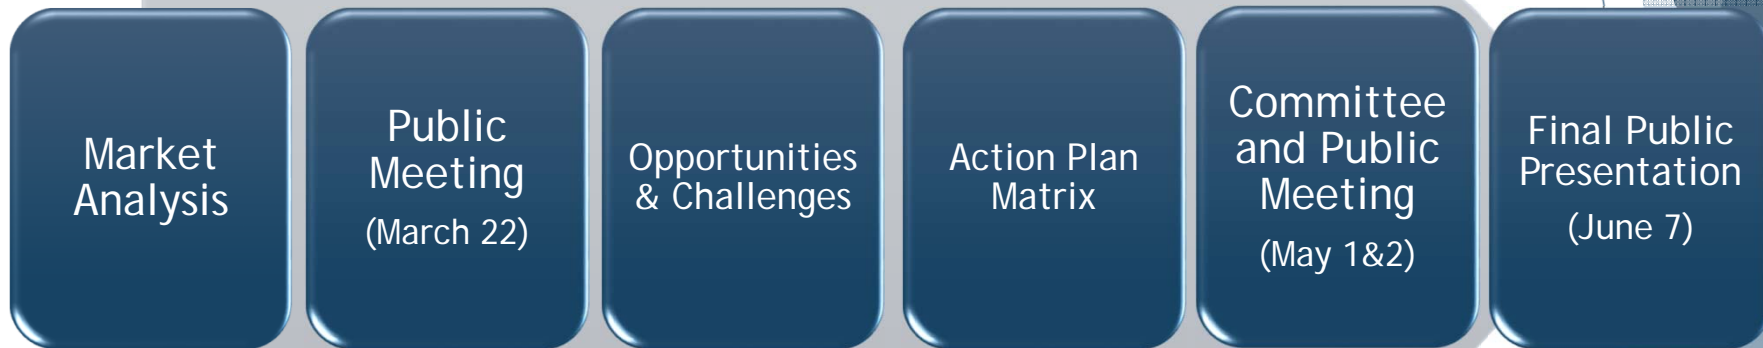 Market
Analysis
Public
Meeting
(March 22)
Opportunities
& Challenges
Action Plan
Matrix
Committee
and Public
Meeting
(May 1&2)
Final Public
Presentation
(June 7)